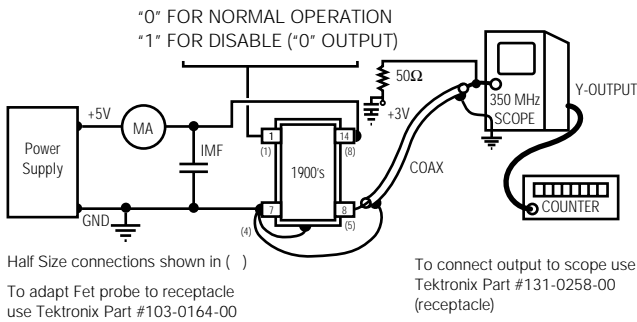 "0" FOR NORMAL OPERATION
"1" FOR DISABLE ("0" OUTPUT)
50Ω
+3V
350 MHz
SCOPE
Y-OUTPUT
+5V
MA
IMF
Power
Supply
GND
1
(1)
14
(8)
1900's
7
(4)
8
(5)
COAX
COUNTER
Half Size connections shown in ( )
To adapt Fet probe to receptacle
use Tektronix Part #103-0164-00
To connect output to scope use
Tektronix Part #131-0258-00
(receptacle)